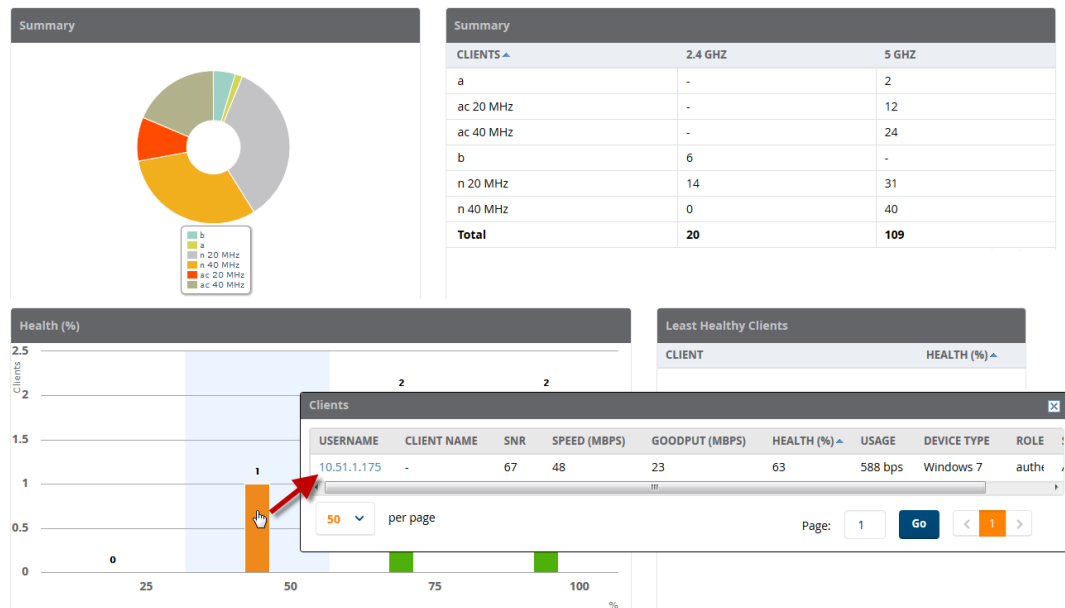 Summary
b
a
n 20 MHz
n 40 MHz
ac 20 MHz
ac 40 MHz
Summary
CLIENTS 2.4 GHZ 5 GHZ
a - 2
ac 20 MHz - 12
ac 40 MHz - 24
b 6 -
n 20 MHz 14 31
n 40 MHz 0 40
Total 20 109
Health (%)
2.5
2
1.5
1
0.5
0
Clients
0
1
2
2
25 50 75 100
%
Least Healthy Clients
CLIENT HEALTH (%)
Clients
USERNAME CLIENT NAME SNR SPEED (MBPS) GOODPUT (MBPS) HEALTH (%) USAGE DEVICE TYPE ROLE
10.51.1.175 - 67 48 23 63 588 bps Windows 7 authe
50 per page
Page: 1 Go < 1 >